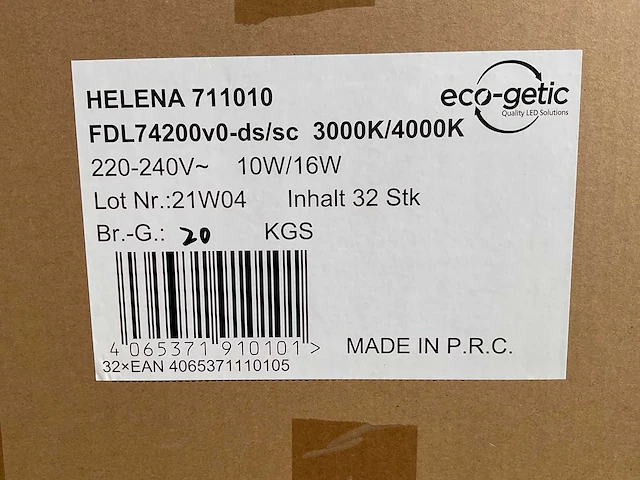 HELENA 711010
eco-getic
Quality LED Solutions
FDL74200v0-ds/sc 3000K/4000K
220-240V~ 10W/16W
Lot Nr.:21W04 Inhalt 32 Stk
Br.-G.: 20 KGS
4 065371 910101 >
MADE IN P.R.C.
32×EAN 4065371110105